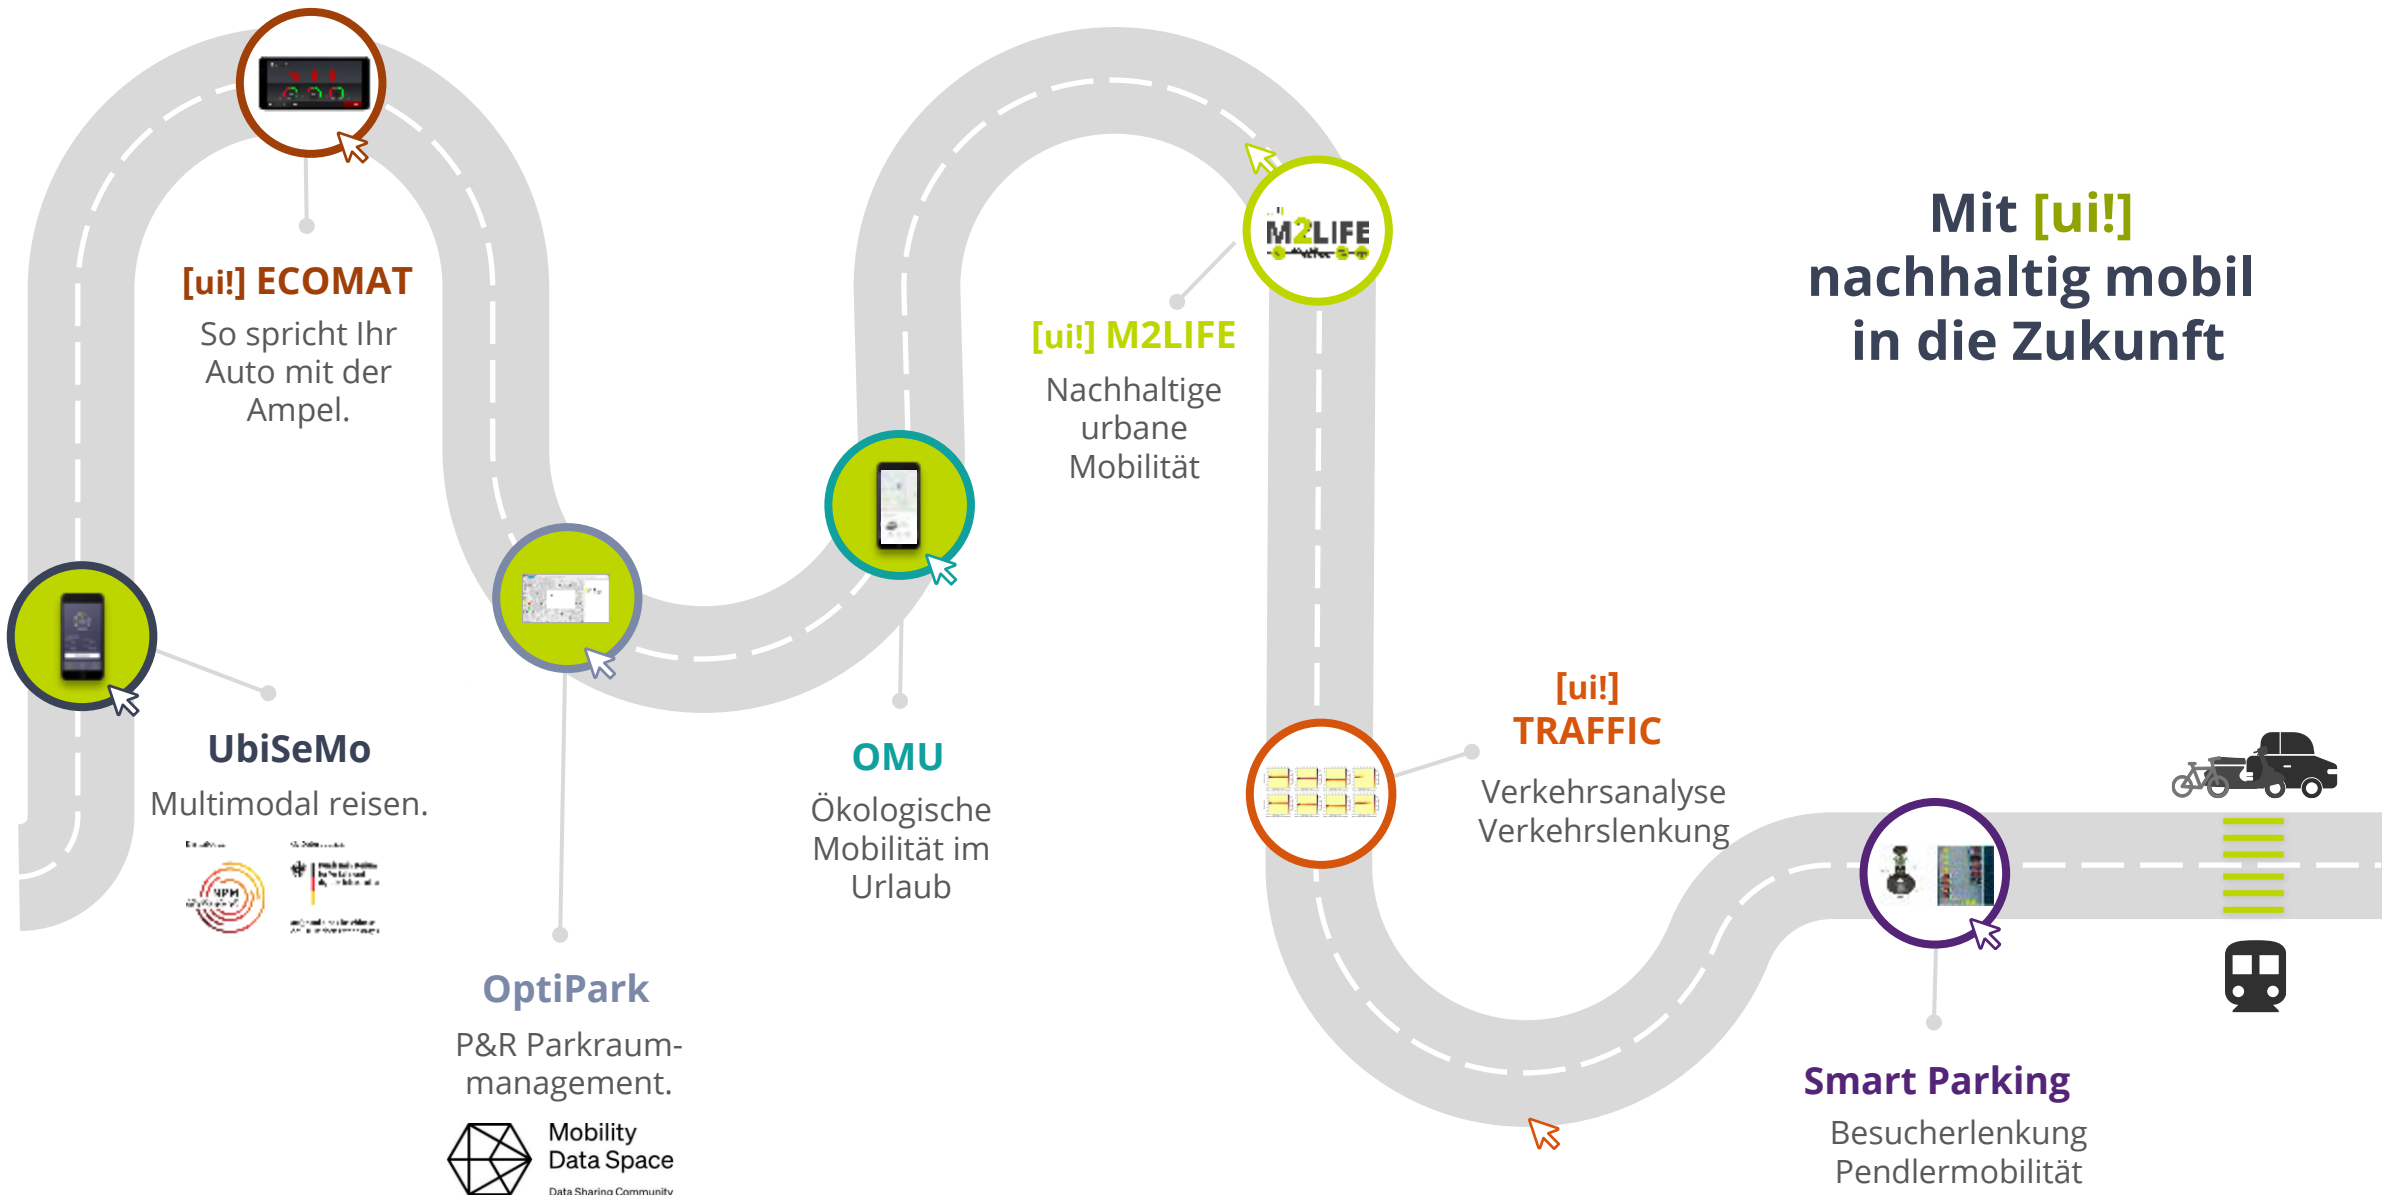 Mit [ui!]
nachhaltig mobil
in die Zukunft
[ui!] ECOMAT
So spricht Ihr
Auto mit der
Ampel.
M2LIFE
[ui!] M2LIFE
Nachhaltige
urbane
Mobilität
UbiSeMo
Multimodal reisen.
NPM
OMU
Ökologische
Mobilität im
Urlaub
[ui!]
TRAFFIC
Verkehrsanalyse
Verkehrslenkung
OptiPark
P&R Parkraum-
management.
Mobility
Data Space
Data Sharing Community
Smart Parking
Besucherlenkung
Pendlermobilität